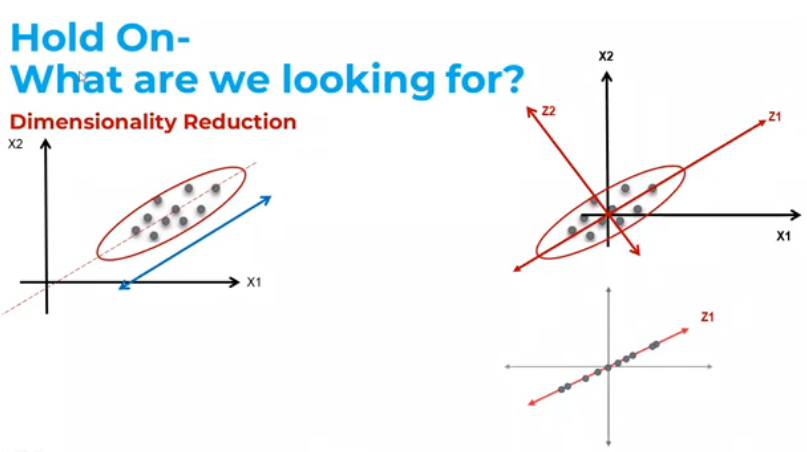 Hold On-
What are we looking for?
Dimensionality Reduction
X2
X1
X2
Z2
Z1
X1
Z1